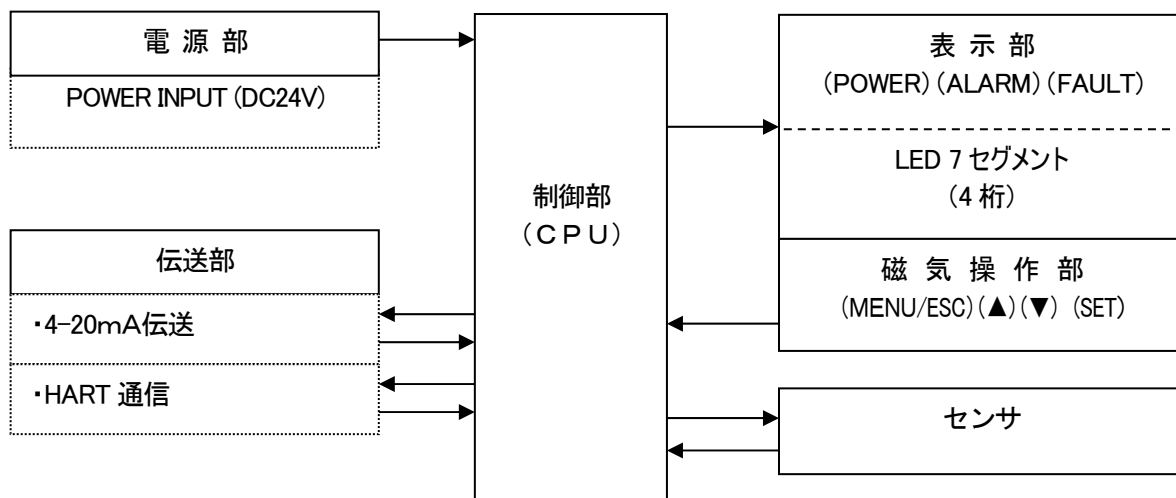 電 源 部
POWER INPUT (DC24V)
伝送部
・4-20mA伝送
・HART 通信
制御部
(CPU)
表 示 部
(POWER) (ALARM) (FAULT)
LED 7 セグメント
(4 桁)
磁 気 操 作 部
(MENU/ESC)(▲)(▼) (SET)
センサ